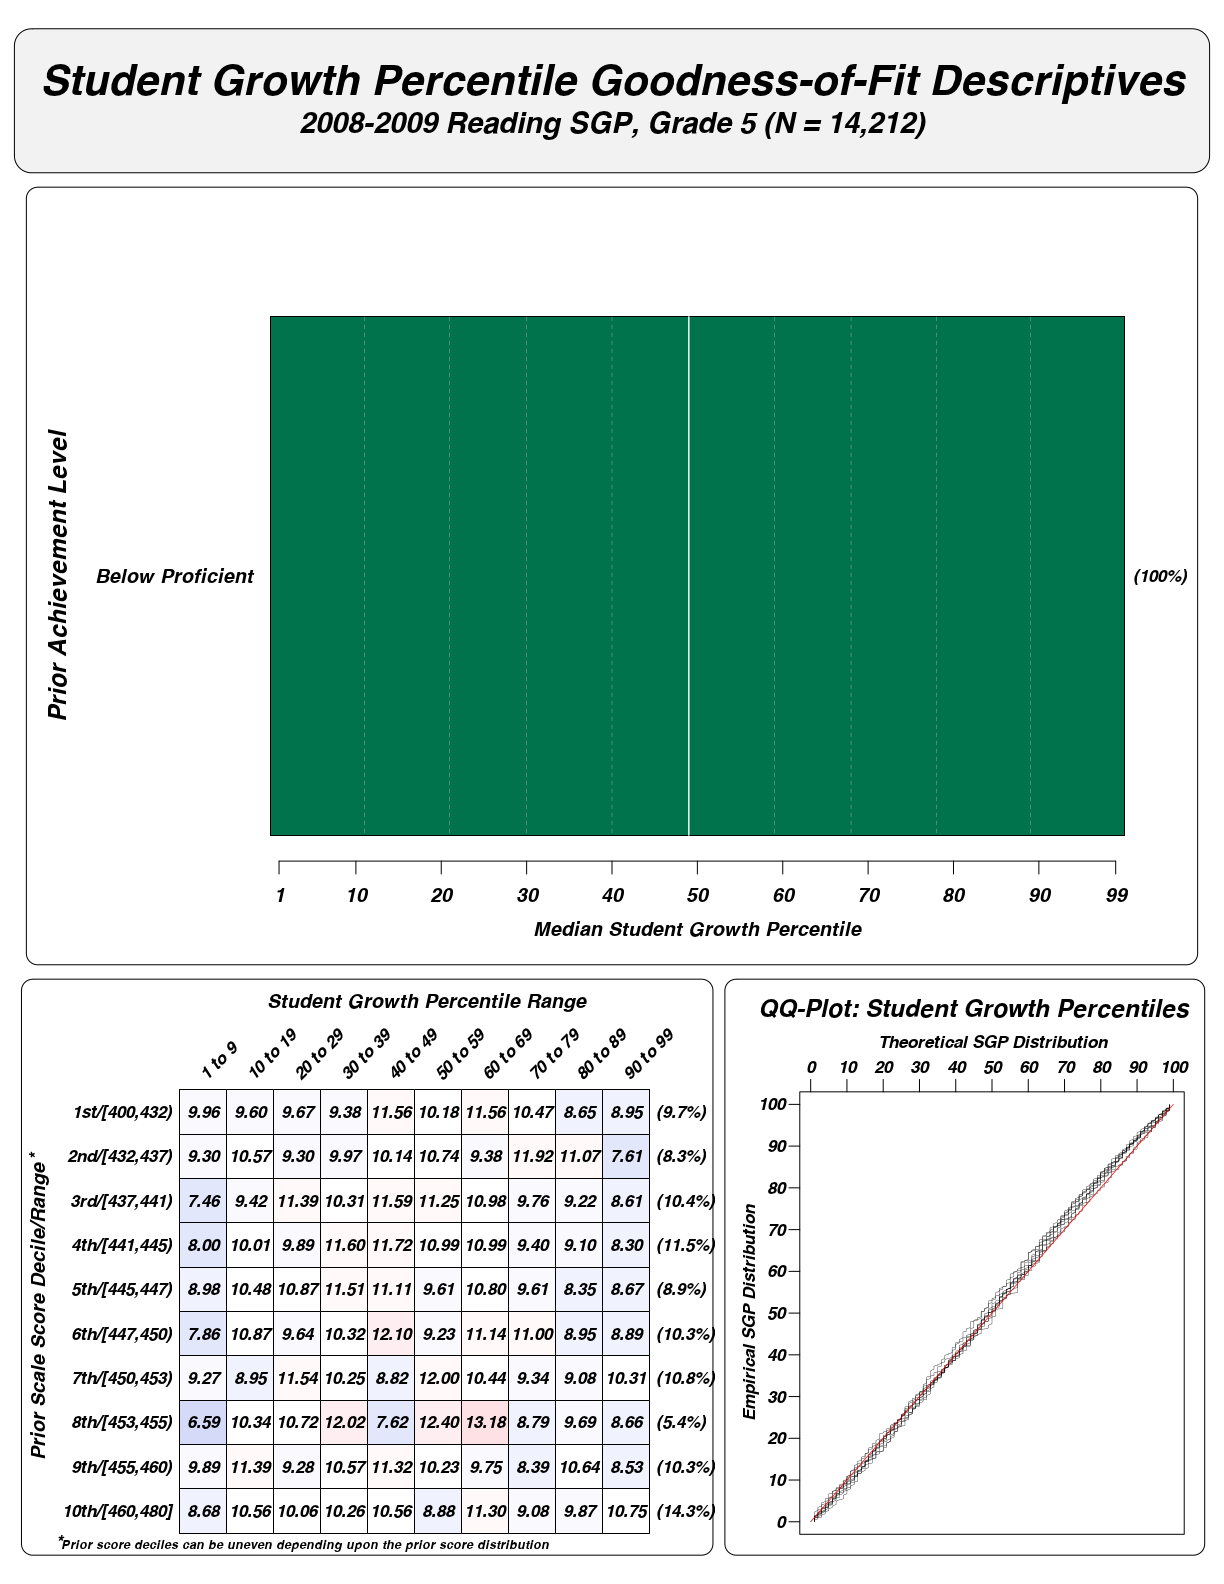 Student Growth Percentile Goodness-of-Fit Descriptives
2008-2009 Reading SGP, Grade 5 (N = 14,212)
Prior Achievement Level
Below Proficient
(100%)
1 10 20 30 40 50 60 70 80 90 99
Median Student Growth Percentile
Student Growth Percentile Range
1 to 9 10 to 19 20 to 29 30 to 39 40 to 49 50 to 59 60 to 69 70 to 79 80 to 89 90 to 99
Prior Scale Score Decile/Range*
1st/[400,432) 9.96 9.60 9.67 9.38 11.56 10.18 11.56 10.47 8.65 8.95 (9.7%)
2nd/[432,437) 9.30 10.57 9.30 9.97 10.14 10.74 9.38 11.92 11.07 7.61 (8.3%)
3rd/[437,441) 7.46 9.42 11.39 10.31 11.59 11.25 10.98 9.76 9.22 8.61 (10.4%)
4th/[441,445) 8.00 10.01 9.89 11.60 11.72 10.99 10.99 9.40 9.10 8.30 (11.5%)
5th/[445,447) 8.98 10.48 10.87 11.51 11.11 9.61 10.80 9.61 8.35 8.67 (8.9%)
6th/[447,450) 7.86 10.87 9.64 10.32 12.10 9.23 11.14 11.00 8.95 8.89 (10.3%)
7th/[450,453) 9.27 8.95 11.54 10.25 8.82 12.00 10.44 9.34 9.08 10.31 (10.8%)
8th/[453,455) 6.59 10.34 10.72 12.02 7.62 12.40 13.18 8.79 9.69 8.66 (5.4%)
9th/[455,460) 9.89 11.39 9.28 10.57 11.32 10.23 9.75 8.39 10.64 8.53 (10.3%)
10th/[460,480] 8.68 10.56 10.06 10.26 10.56 8.88 11.30 9.08 9.87 10.75 (14.3%)
*Prior score deciles can be uneven depending upon the prior score distribution
QQ-Plot: Student Growth Percentiles
Theoretical SGP Distribution
0 10 20 30 40 50 60 70 80 90 100
Empirical SGP Distribution
100
90
80
70
60
50
40
30
20
10
0